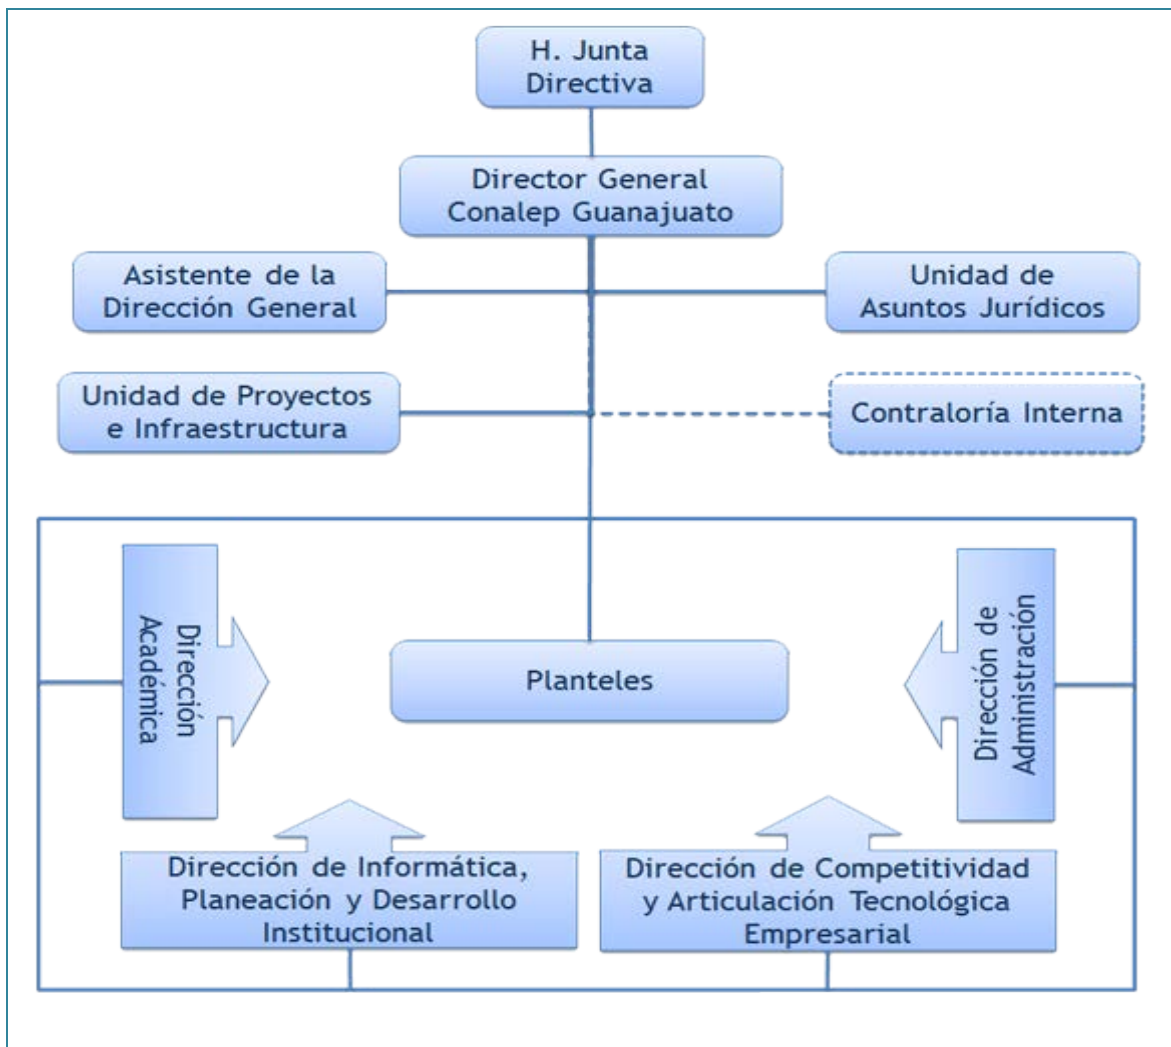 H. Junta
Directiva
Director General
Conalep Guanajuato
Asistente de la
Dirección General
Unidad de
Asuntos Jurídicos
Unidad de Proyectos
e Infraestructura
Contraloría Interna
Dirección
Académica
Planteles
Dirección de
Administración
Dirección de Informática,
Planeación y Desarrollo
Institucional
Dirección de Competitividad
y Articulación Tecnológica
Empresarial